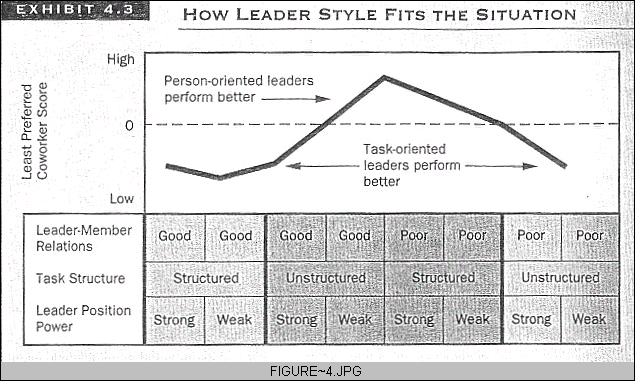 EXHIBIT 4.3
HOW LEADER STYLE FITS THE SITUATION
Least Preferred
Coworker Score
High
0
Low
Person-oriented leaders
perform better
Task-oriented
leaders perform
better
Leader-Member
Relations
Good Good Good Good Poor Poor Poor Poor
Task Structure
Structured Unstructured Structured Unstructured
Leader Position
Power
Strong Weak Strong Weak Strong Weak Strong Weak
FIGURE~4.JPG